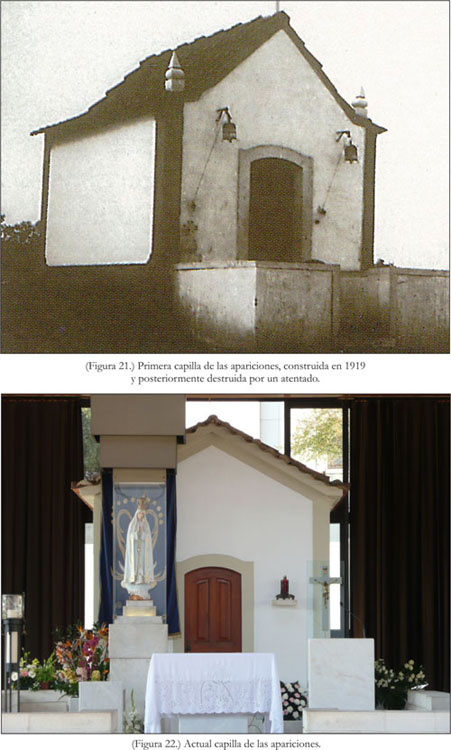 (Figura 21.) Primera capilla de las apariciones, construida en 1919
y posteriormente destruida por un atentado.
(Figura 22.) Actual capilla de las apariciones.